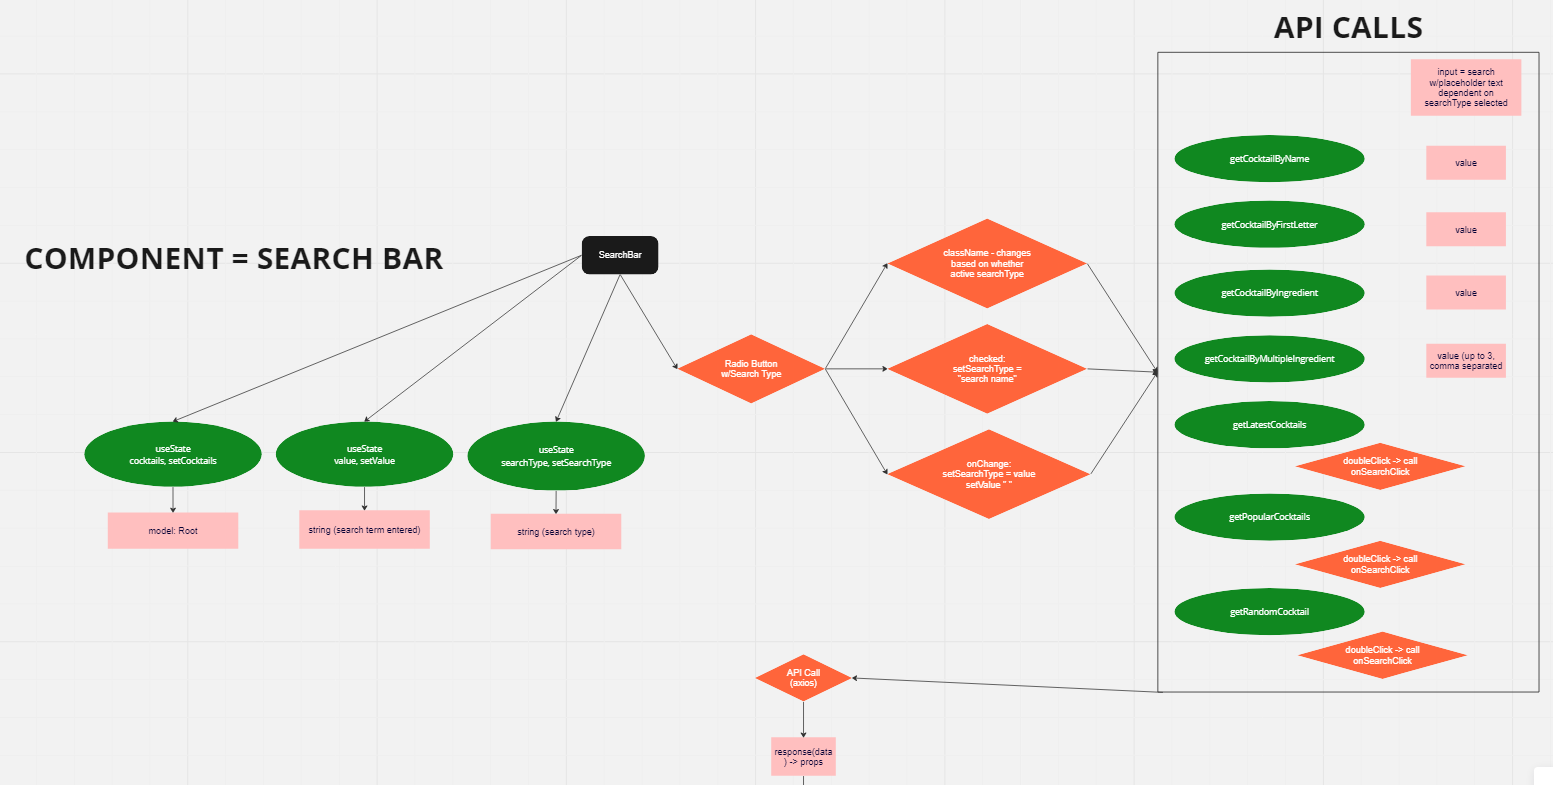 API CALLS
input = search
w/placeholder text
dependent on
searchType selected
getCocktailByName
value
getCocktailByFirstLetter
value
COMPONENT = SEARCH BAR
SearchBar
className - changes
based on whether
active searchType
getCocktailByIngredient
value
Radio Button
w/Search Type
checked:
setSearchType =
"search name"
getCocktailByMultipleIngredient
value (up to 3,
comma separated
getLatestCocktails
useState
cocktails, setCocktails
useState
value, setValue
useState
searchType, setSearchType
onChange:
setSearchType = value
setValue " "
doubleClick -> call
onSearchClick
model: Root
string (search term entered)
string (search type)
getPopularCocktails
doubleClick -> call
onSearchClick
getRandomCocktail
doubleClick -> call
onSearchClick
API Call
(axios)
response(data
) -> props